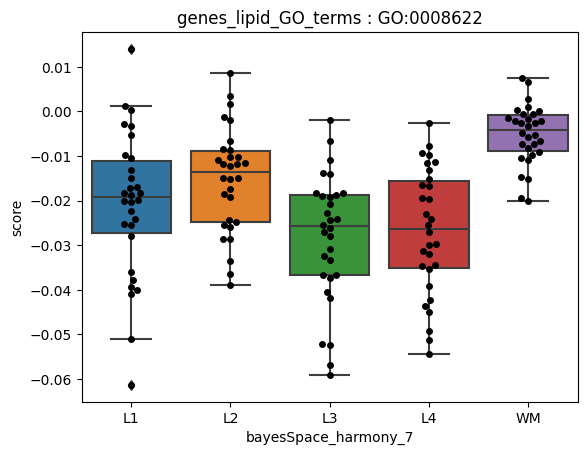 genes_lipid_GO_terms : GO:0008622
0.01
0.00
−0.01
−0.02
−0.03
−0.04
−0.05
−0.06
score
L1 L2 L3 L4 WM
bayesSpace_harmony_7